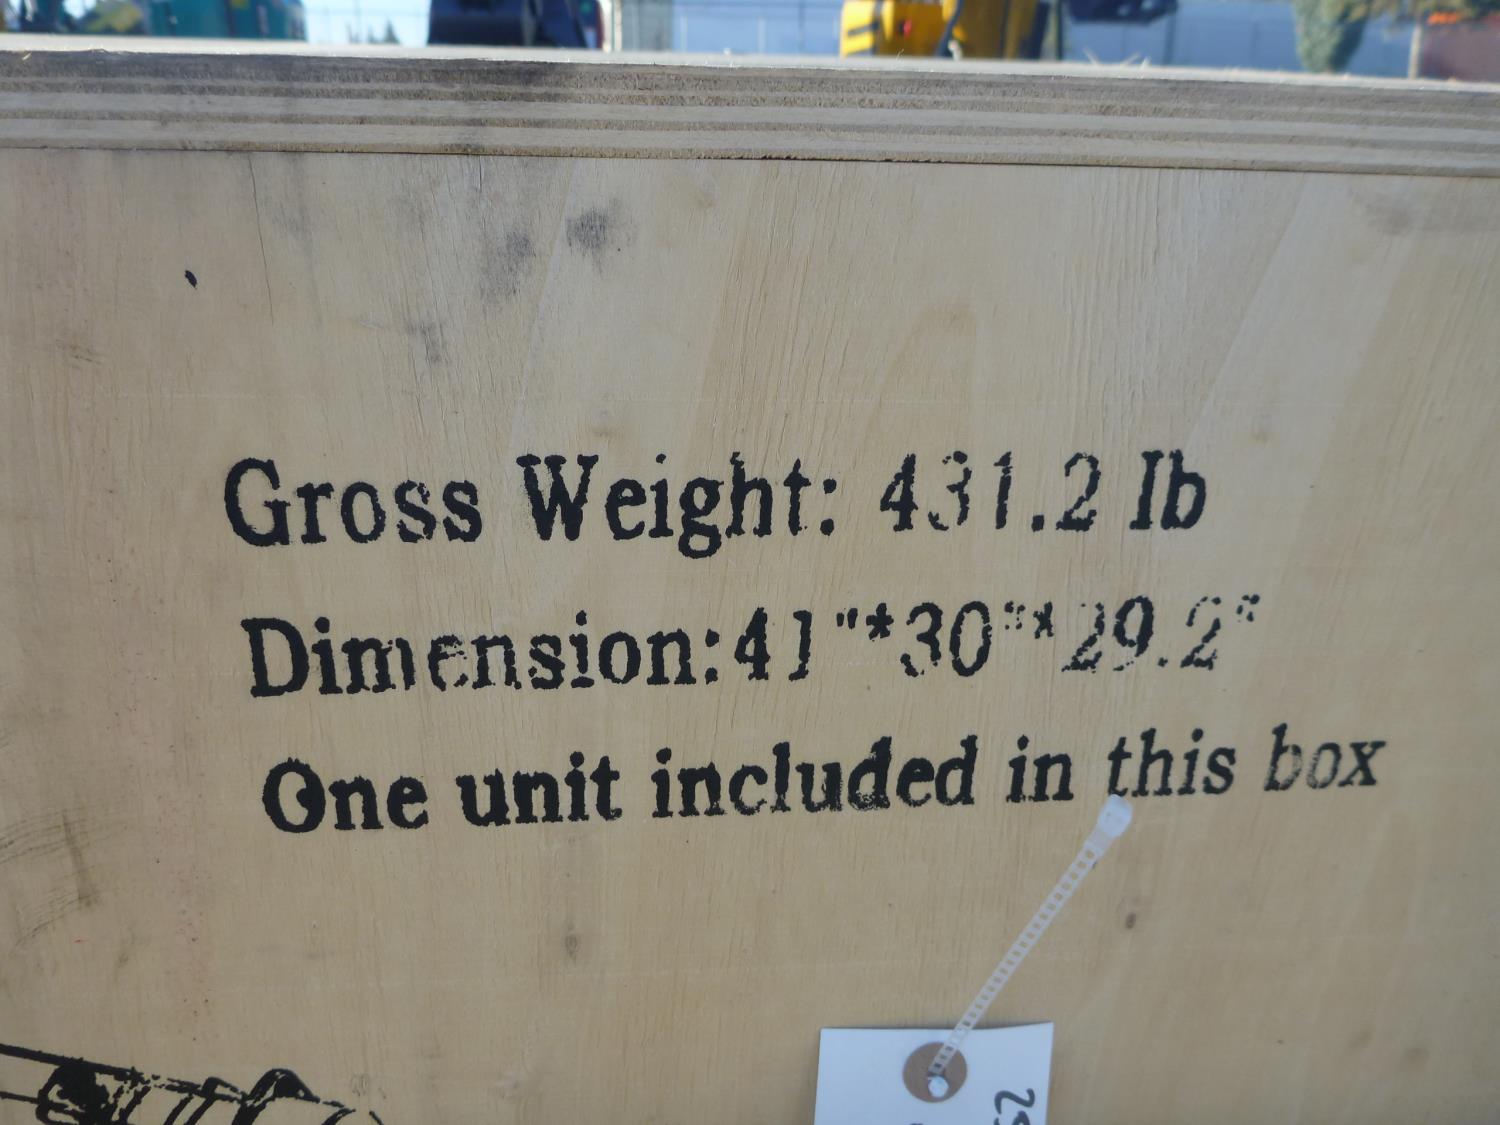 Gross Weight: 431.2 lb
Dimension:41"*30"*29.2"
One unit included in this box